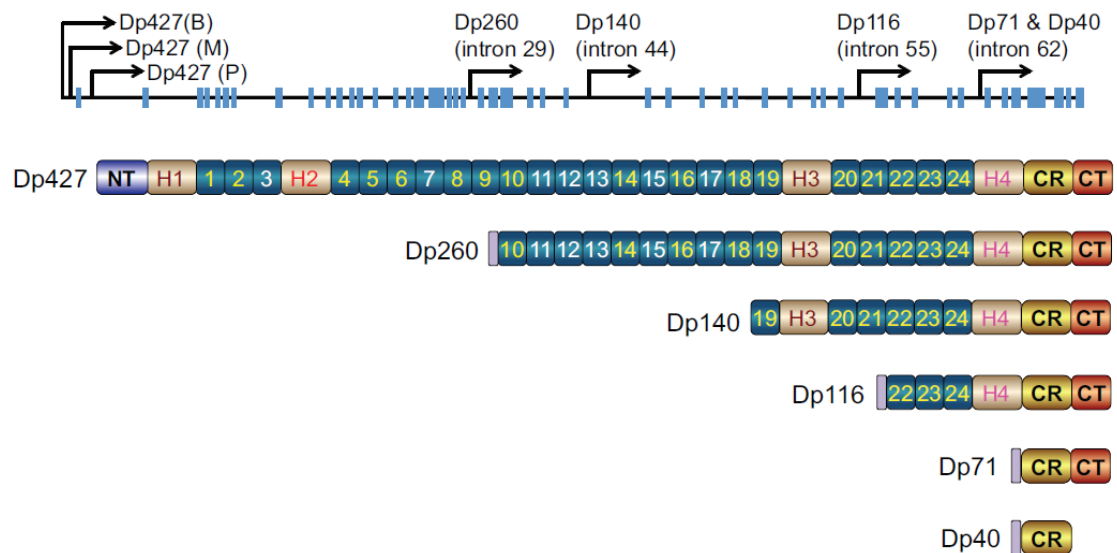 Dp427(B)
Dp427 (M)
Dp427 (P)
Dp260
(intron 29)
Dp140
(intron 44)
Dp116
(intron 55)
Dp71 & Dp40
(intron 62)
Dp427 NT H1 1 2 3 H2 4 5 6 7 8 9 10 11 12 13 14 15 16 17 18 19 H3 20 21 22 23 24 H4 CR CT
Dp260 10 11 12 13 14 15 16 17 18 19 H3 20 21 22 23 24 H4 CR CT
Dp140 19 H3 20 21 22 23 24 H4 CR CT
Dp116 22 23 24 H4 CR CT
Dp71 CR CT
Dp40 CR